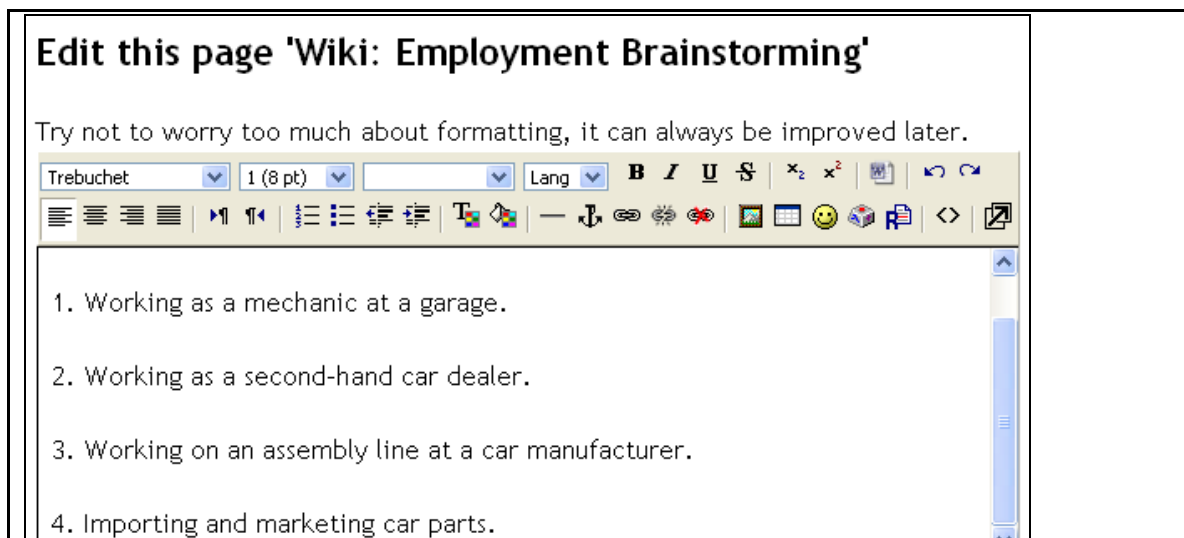 Edit this page 'Wiki: Employment Brainstorming'
Try not to worry too much about formatting, it can always be improved later.
Trebuchet 1 (8 pt) Lang B I U S x₂ x²
1. Working as a mechanic at a garage.
2. Working as a second-hand car dealer.
3. Working on an assembly line at a car manufacturer.
4. Importing and marketing car parts.